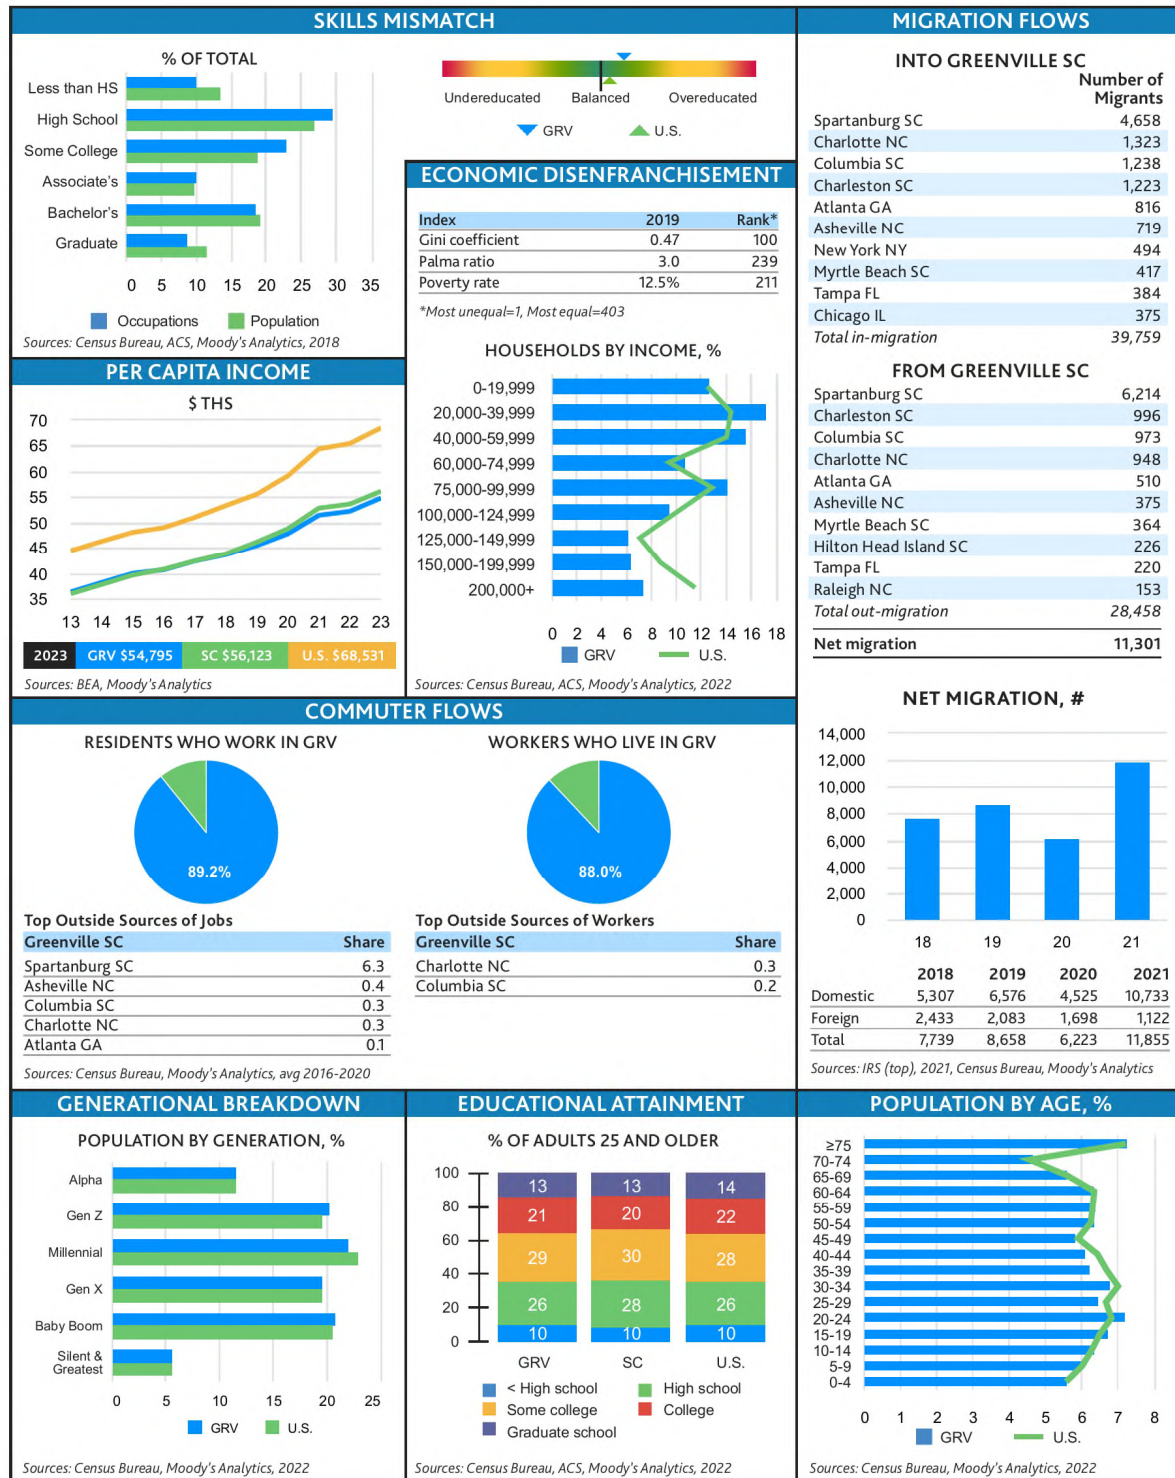 SKILLS MISMATCH
% OF TOTAL
Less than HS
High School
Some College
Associate's
Bachelor's
Graduate
0 5 10 15 20 25 30 35
Occupations Population
Sources: Census Bureau, ACS, Moody's Analytics, 2018
Undereducated Balanced Overeducated
GRV U.S.
ECONOMIC DISENFRANCHISEMENT
Index 2019 Rank*
Gini coefficient 0.47 100
Palma ratio 3.0 239
Poverty rate 12.5% 211
*Most unequal=1, Most equal=403
HOUSEHOLDS BY INCOME, %
0-19,999
20,000-39,999
40,000-59,999
60,000-74,999
75,000-99,999
100,000-124,999
125,000-149,999
150,000-199,999
200,000+
0 2 4 6 8 10 12 14 16 18
GRV U.S.
Sources: Census Bureau, ACS, Moody's Analytics, 2022
PER CAPITA INCOME
$ THS
70
65
60
55
50
45
40
35
13 14 15 16 17 18 19 20 21 22 23
2023 GRV $54,795 SC $56,123 U.S. $68,531
Sources: BEA, Moody's Analytics
MIGRATION FLOWS
INTO GREENVILLE SC
Number of
Migrants
Spartanburg SC 4,658
Charlotte NC 1,323
Columbia SC 1,238
Charleston SC 1,223
Atlanta GA 816
Asheville NC 719
New York NY 494
Myrtle Beach SC 417
Tampa FL 384
Chicago IL 375
Total in-migration 39,759
FROM GREENVILLE SC
Spartanburg SC 6,214
Charleston SC 996
Columbia SC 973
Charlotte NC 948
Atlanta GA 510
Asheville NC 375
Myrtle Beach SC 364
Hilton Head Island SC 226
Tampa FL 220
Raleigh NC 153
Total out-migration 28,458
Net migration 11,301
NET MIGRATION, #
14,000
12,000
10,000
8,000
6,000
4,000
2,000
0
18 19 20 21
2018 2019 2020 2021
Domestic 5,307 6,576 4,525 10,733
Foreign 2,433 2,083 1,698 1,122
Total 7,739 8,658 6,223 11,855
Sources: IRS (top), 2021, Census Bureau, Moody's Analytics
COMMUTER FLOWS
RESIDENTS WHO WORK IN GRV
89.2%
Top Outside Sources of Jobs
Greenville SC Share
Spartanburg SC 6.3
Asheville NC 0.4
Columbia SC 0.3
Charlotte NC 0.3
Atlanta GA 0.1
Sources: Census Bureau, Moody's Analytics, avg 2016-2020
WORKERS WHO LIVE IN GRV
88.0%
Top Outside Sources of Workers
Greenville SC Share
Charlotte NC 0.3
Columbia SC 0.2
GENERATIONAL BREAKDOWN
POPULATION BY GENERATION, %
Alpha
Gen Z
Millennial
Gen X
Baby Boom
Silent &
Greatest
0 5 10 15 20 25
GRV U.S.
Sources: Census Bureau, Moody's Analytics, 2022
EDUCATIONAL ATTAINMENT
% OF ADULTS 25 AND OLDER
100
80
60
40
20
0
13 13 14
21 20 22
29 30 28
26 28 26
10 10 10
GRV SC U.S.
< High school High school
Some college College
Graduate school
Sources: Census Bureau, ACS, Moody's Analytics, 2022
POPULATION BY AGE, %
≥75
70-74
65-69
60-64
55-59
50-54
45-49
40-44
35-39
30-34
25-29
20-24
15-19
10-14
5-9
0-4
0 1 2 3 4 5 6 7 8
GRV U.S.
Sources: Census Bureau, Moody's Analytics, 2022